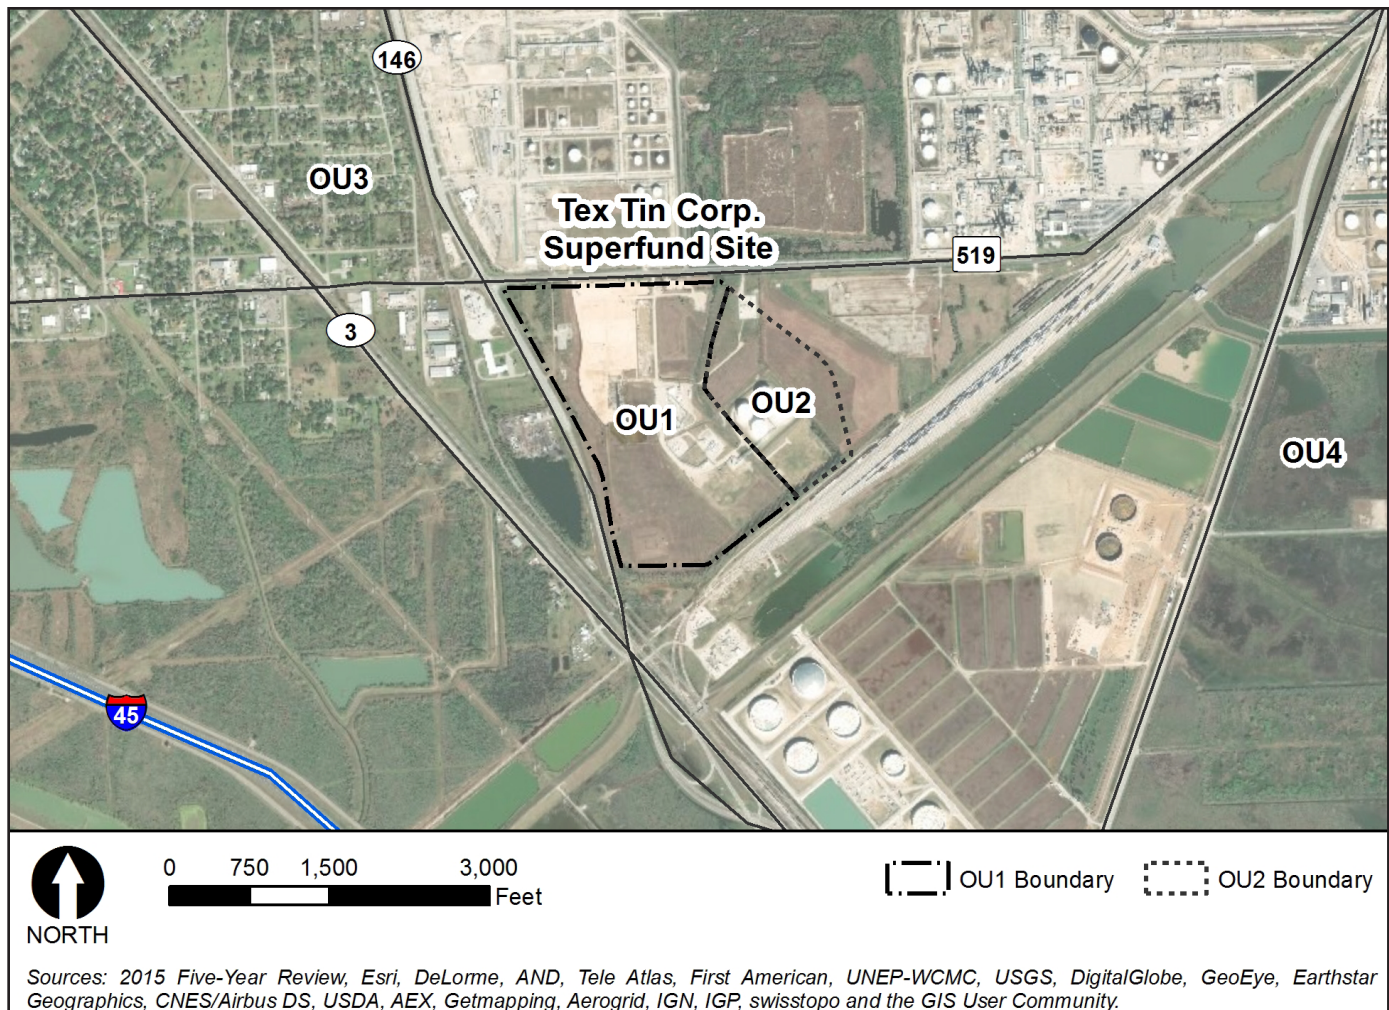 146
OU3
Tex Tin Corp.
Superfund Site
519
3
OU1
OU2
OU4
45
NORTH
0 750 1,500 3,000
Feet
OU1 Boundary
OU2 Boundary
Sources: 2015 Five-Year Review, Esri, DeLorme, AND, Tele Atlas, First American, UNEP-WCMC, USGS, DigitalGlobe, GeoEye, Earthstar
Geographics, CNES/Airbus DS, USDA, AEX, Getmapping, Aerogrid, IGN, IGP, swisstopo and the GIS User Community.